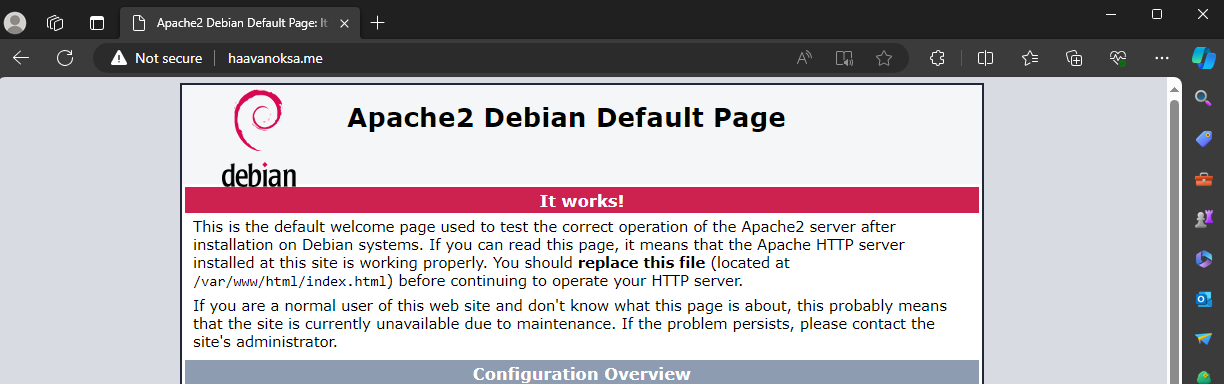 Apache2 Debian Default Page: It
Not secure
haavanoksa.me
Apache2 Debian Default Page
debian
It works!
This is the default welcome page used to test the correct operation of the Apache2 server after
installation on Debian systems. If you can read this page, it means that the Apache HTTP server
installed at this site is working properly. You should replace this file (located at
/var/www/html/index.html) before continuing to operate your HTTP server.
If you are a normal user of this web site and don't know what this page is about, this probably means
that the site is currently unavailable due to maintenance. If the problem persists, please contact the
site's administrator.
Configuration Overview